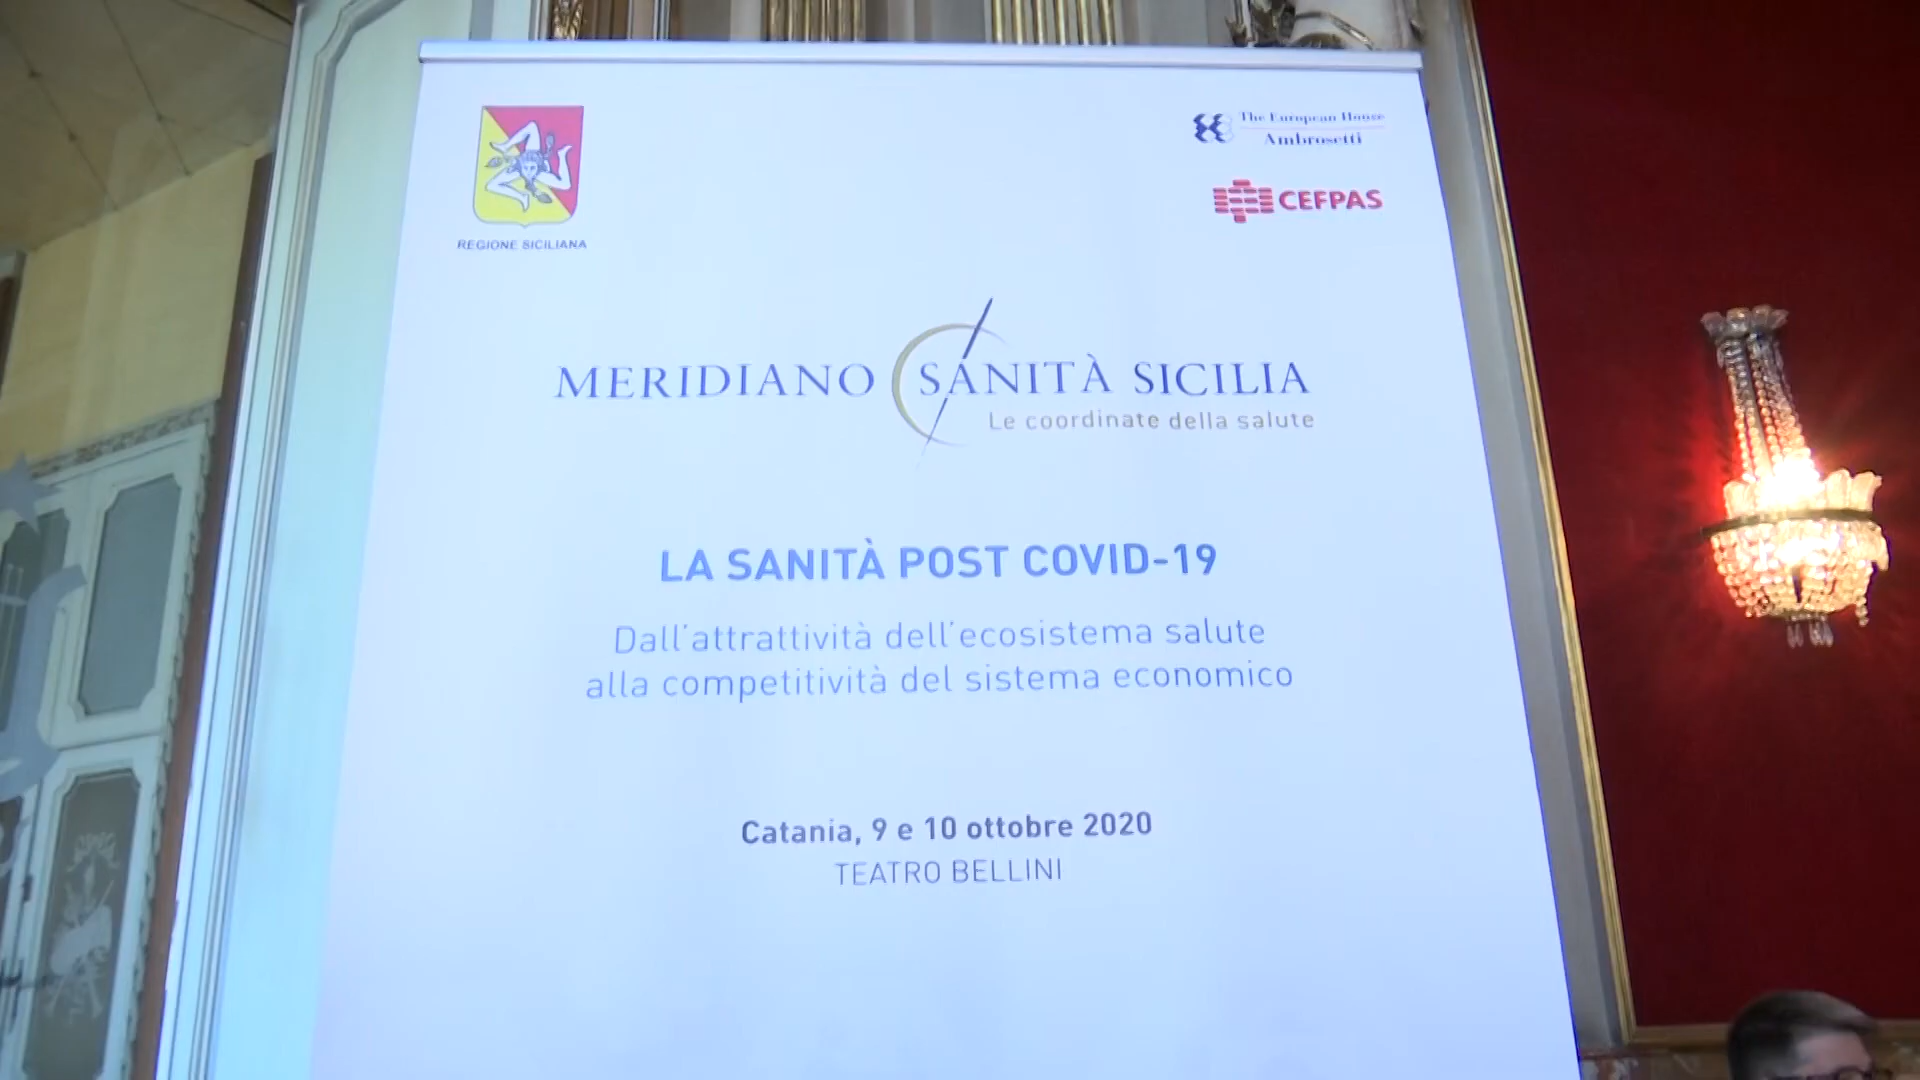 REGIONE SICILIANA
The European House
Ambrosetti
CEFPAS
MERIDIANO SANITÀ SICILIA
Le coordinate della salute
LA SANITÀ POST COVID-19
Dall'attrattività dell'ecosistema salute
alla competitività del sistema economico
Catania, 9 e 10 ottobre 2020
TEATRO BELLINI